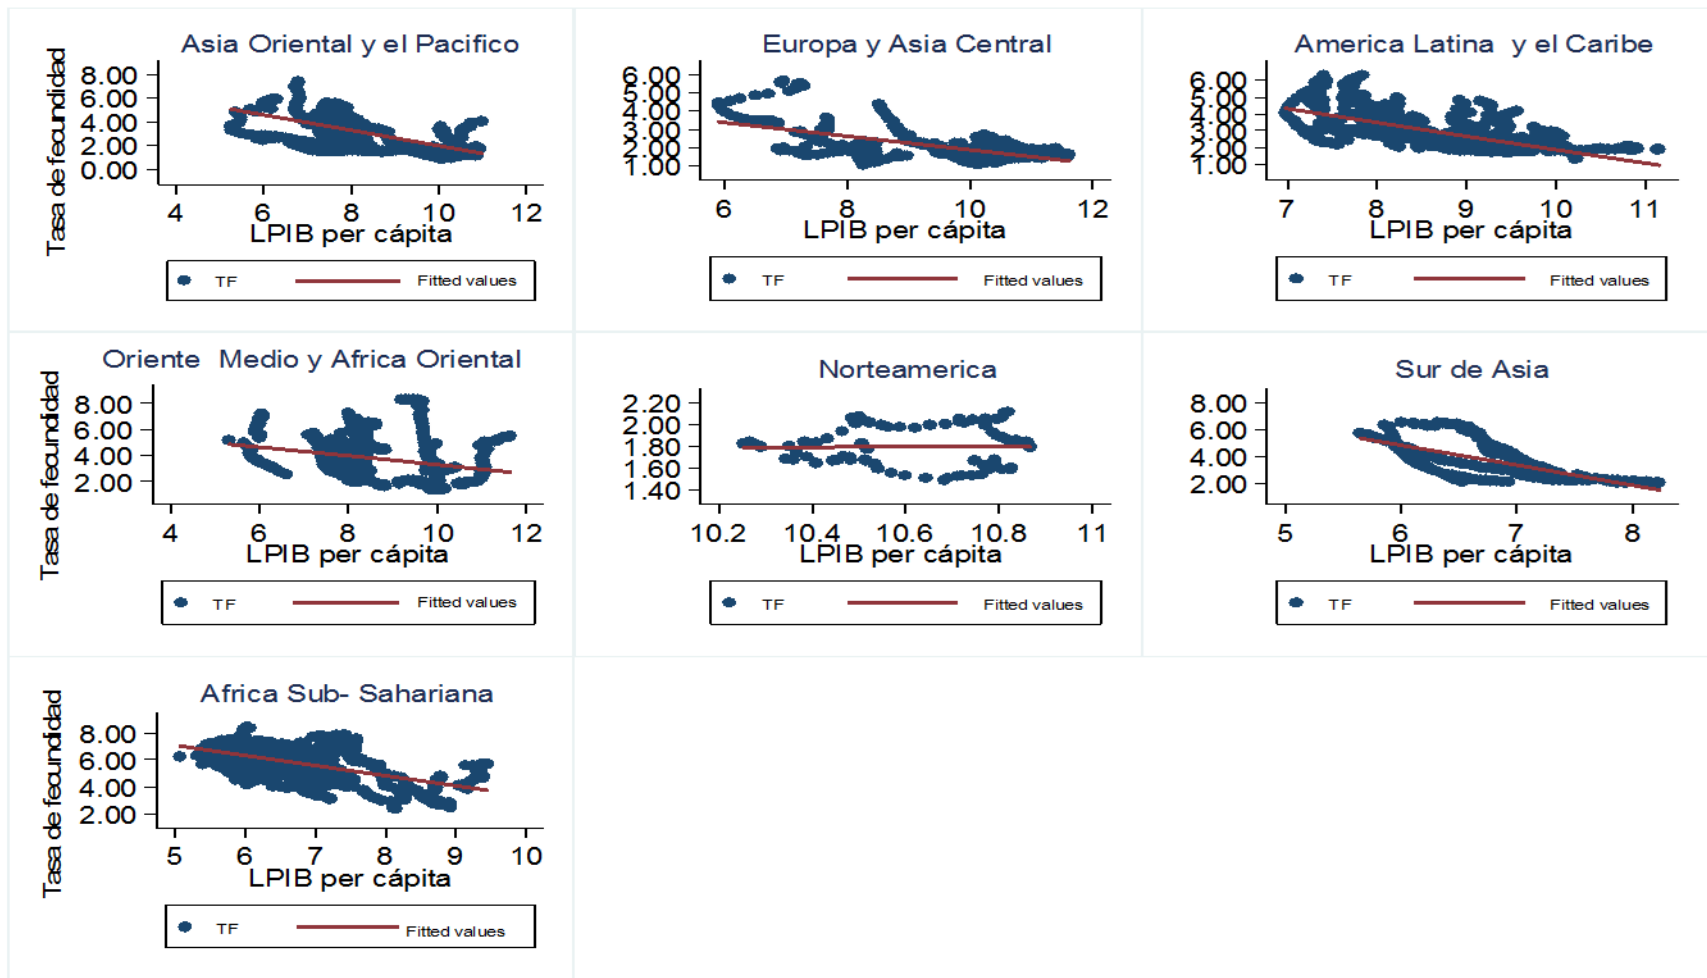 Asia Oriental y el Pacifico
Tasa de fecundidad
8.00
6.00
4.00
2.00
0.00
4 6 8 10 12
LPIB per cápita
TF Fitted values
Europa y Asia Central
6.00
5.00
4.00
3.00
2.00
1.00
6 8 10 12
LPIB per cápita
TF Fitted values
America Latina y el Caribe
6.00
5.00
4.00
3.00
2.00
1.00
7 8 9 10 11
LPIB per cápita
TF Fitted values
Oriente Medio y Africa Oriental
Tasa de fecundidad
8.00
6.00
4.00
2.00
4 6 8 10 12
LPIB per cápita
TF Fitted values
Norteamerica
2.20
2.00
1.80
1.60
1.40
10.2 10.4 10.6 10.8 11
LPIB per cápita
TF Fitted values
Sur de Asia
8.00
6.00
4.00
2.00
5 6 7 8
LPIB per cápita
TF Fitted values
Africa Sub- Sahariana
Tasa de fecundidad
8.00
6.00
4.00
2.00
5 6 7 8 9 10
LPIB per cápita
TF Fitted values